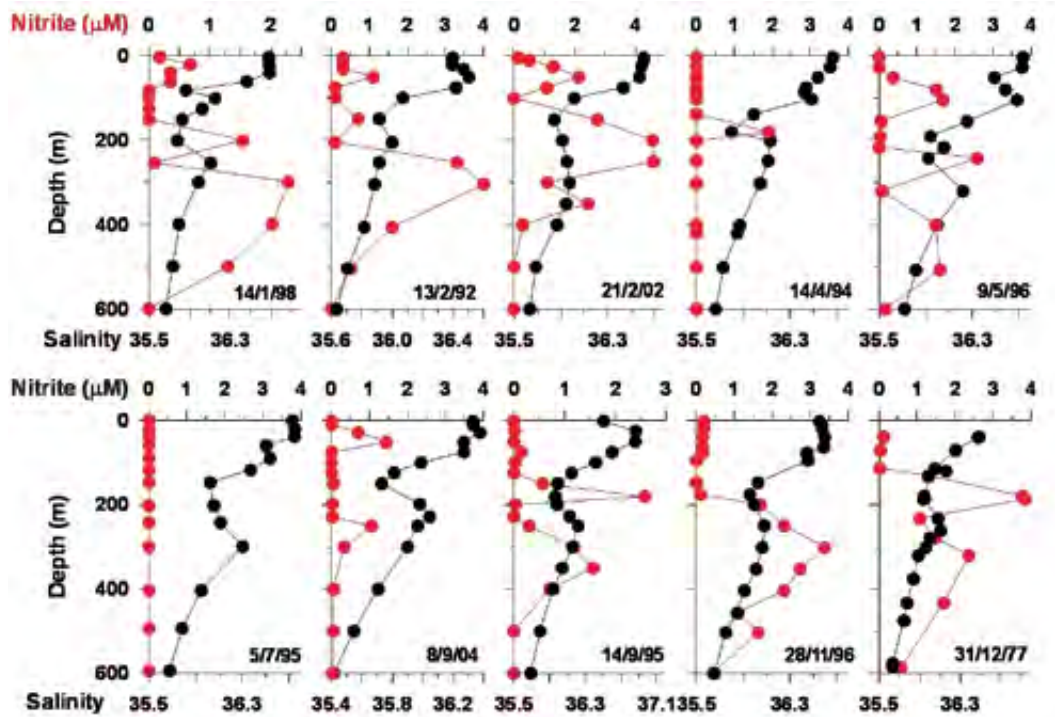 Nitrite (µM) 0 1 2 0 1 2 3 4 0 2 4 0 1 2 3 4 0 1 2 3 4
0
200
400
600
Depth (m)
14/1/98 13/2/92 21/2/02 14/4/94 9/5/96
Salinity 35.5 36.3 35.6 36.0 36.4 35.5 36.3 35.5 36.3 35.5 36.3
Nitrite (µM) 0 1 2 3 4 0 1 2 3 4 0 1 2 3 0 1 2 3 4 0 1 2 3 4
0
200
400
600
Depth (m)
5/7/95 8/9/04 14/9/95 28/11/96 31/12/77
Salinity 35.5 36.3 35.4 35.8 36.2 35.5 36.3 37.1 35.5 36.3 35.5 36.3